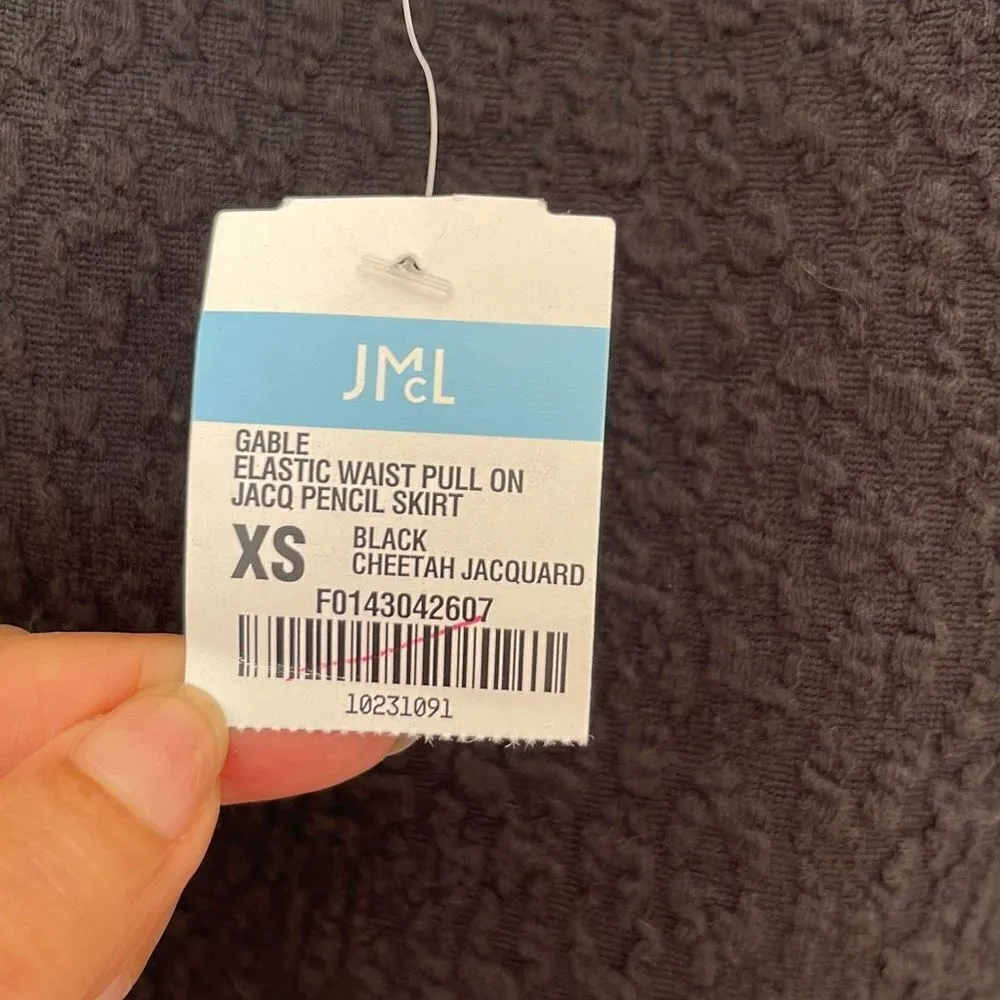 JMcL
GABLE
ELASTIC WAIST PULL ON
JACQ PENCIL SKIRT
XS
BLACK
CHEETAH JACQUARD
F0143042607
10231091